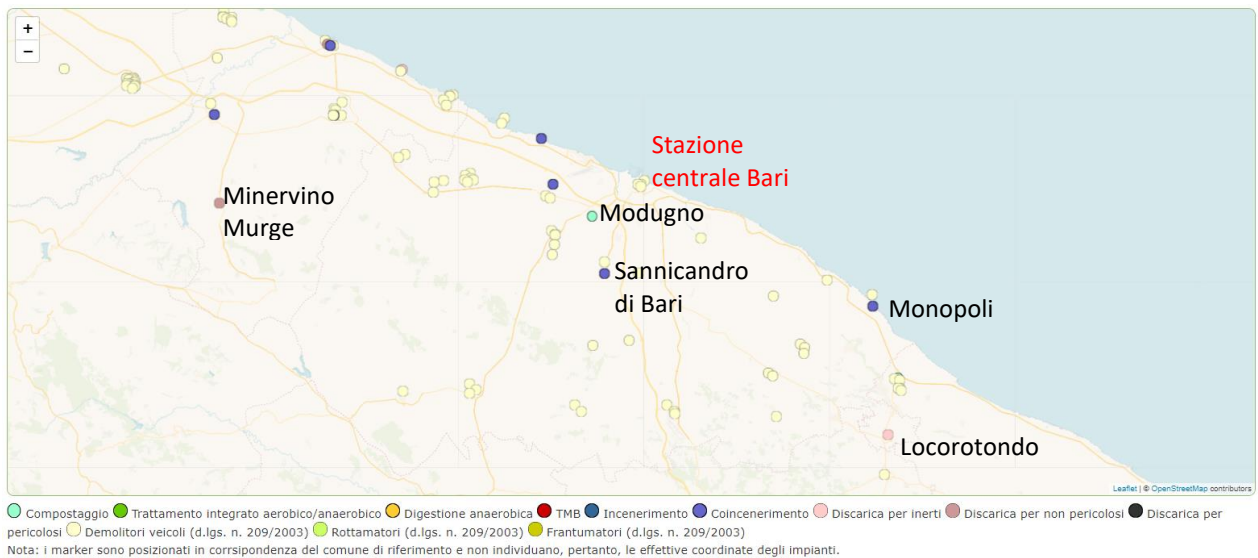 +
−
Stazione
centrale Bari
Minervino
Murge
Modugno
Sannicandro
di Bari
Monopoli
Locorotondo
Leaflet | © OpenStreetMap contributors
Compostaggio Trattamento integrato aerobico/anaerobico Digestione anaerobica TMB Incenerimento Coincenerimento Discarica per inerti Discarica per non pericolosi Discarica per
pericolosi Demolitori veicoli (d.lgs. n. 209/2003) Rottamatori (d.lgs. n. 209/2003) Frantumatori (d.lgs. n. 209/2003)
Nota: i marker sono posizionati in corrsipondenza del comune di riferimento e non individuano, pertanto, le effettive coordinate degli impianti.